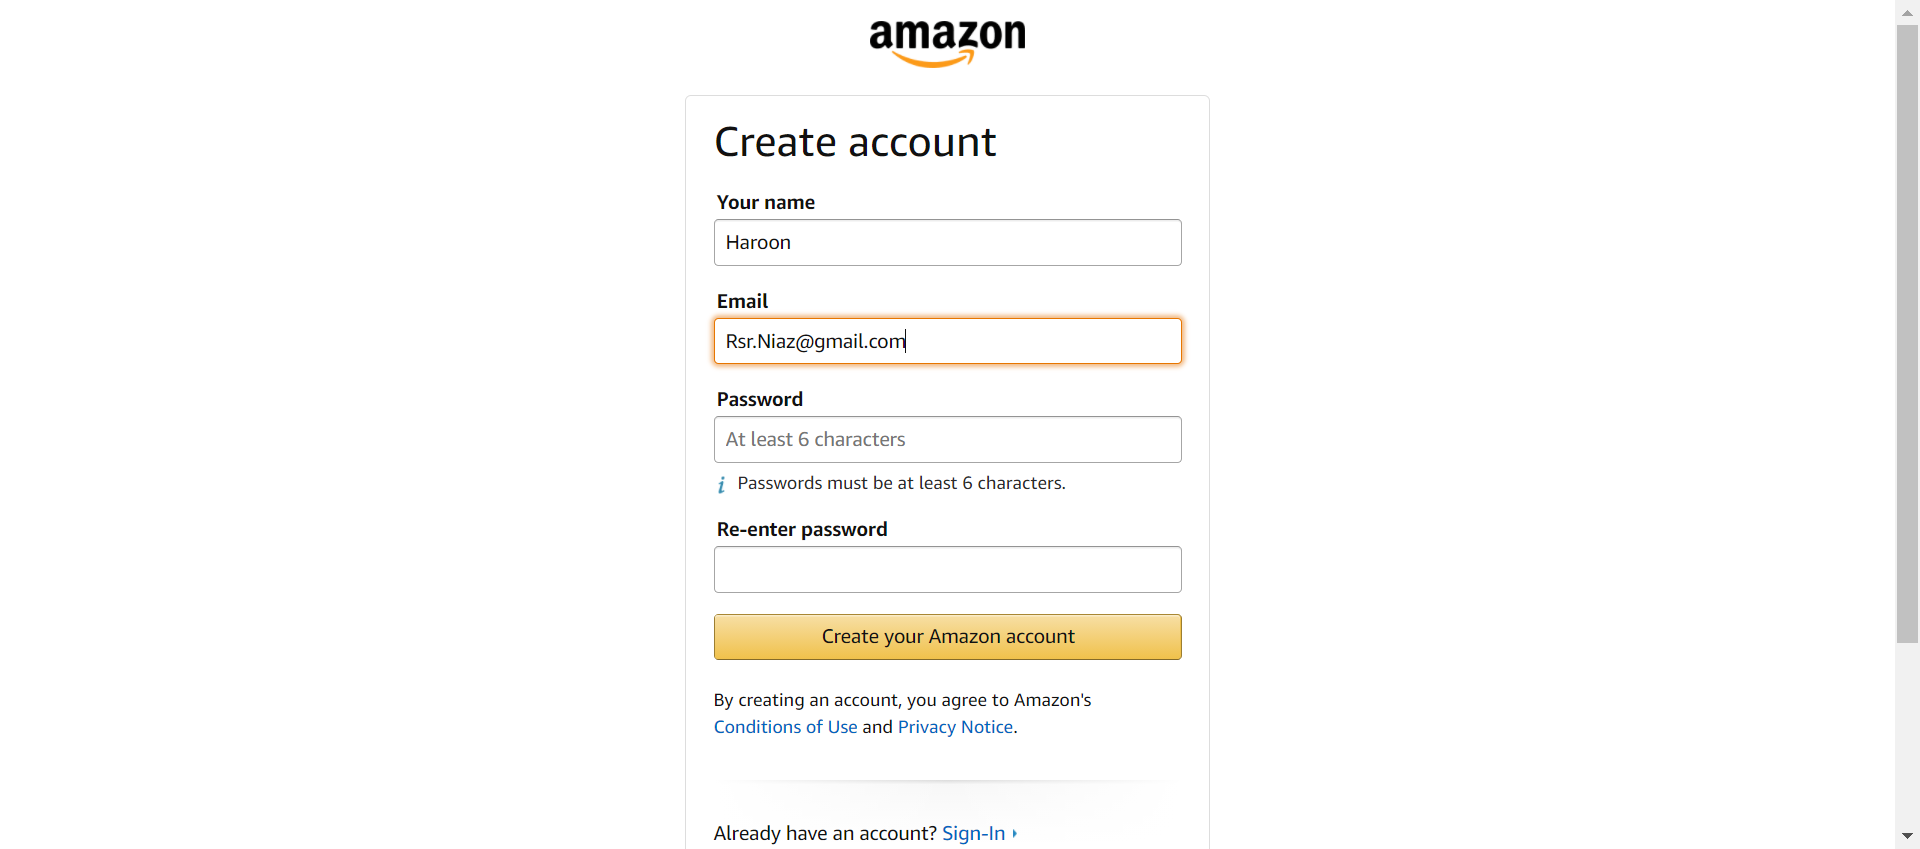 amazon
Create account
Your name
Haroon
Email
Rsr.Niaz@gmail.com
Password
At least 6 characters
i Passwords must be at least 6 characters.
Re-enter password
Create your Amazon account
By creating an account, you agree to Amazon's
Conditions of Use and Privacy Notice.
Already have an account? Sign-In